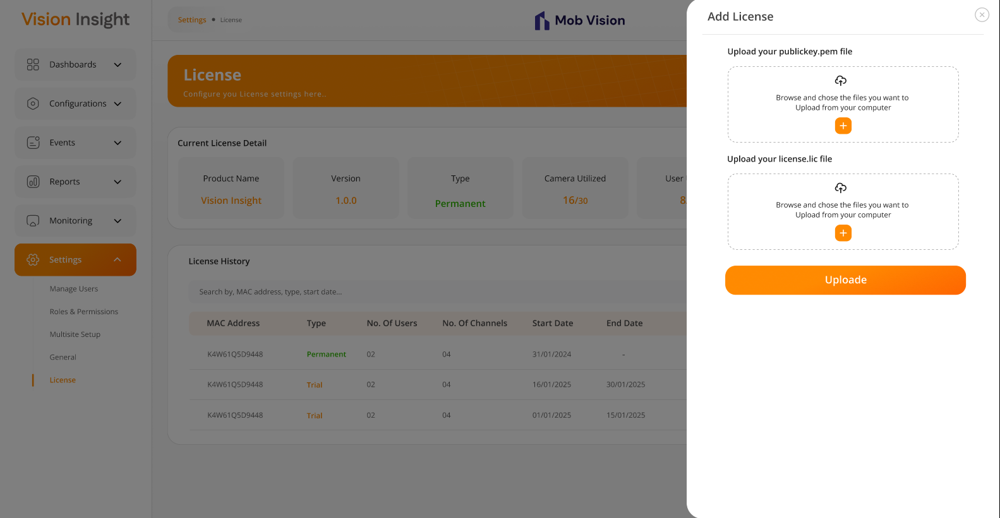 Vision Insight
Dashboards
Configurations
Events
Reports
Monitoring
Settings
Manage Users
Roles & Permissions
Multisite Setup
General
License
Settings • License
Mob Vision
License
Configure you License settings here..
Current License Detail
Product Name
Vision Insight
Version
1.0.0
Type
Permanent
Camera Utilized
16/30
User
8
License History
Search by, MAC address, type, start date...
MAC Address Type No. Of Users No. Of Channels Start Date End Date
K4W61Q5D9448 Permanent 02 04 31/01/2024 -
K4W61Q5D9448 Trial 02 04 16/01/2025 30/01/2025
K4W61Q5D9448 Trial 02 04 01/01/2025 15/01/2025
Add License
Upload your publickey.pem file
Browse and chose the files you want to
Upload from your computer
Upload your license.lic file
Browse and chose the files you want to
Upload from your computer
Uploade